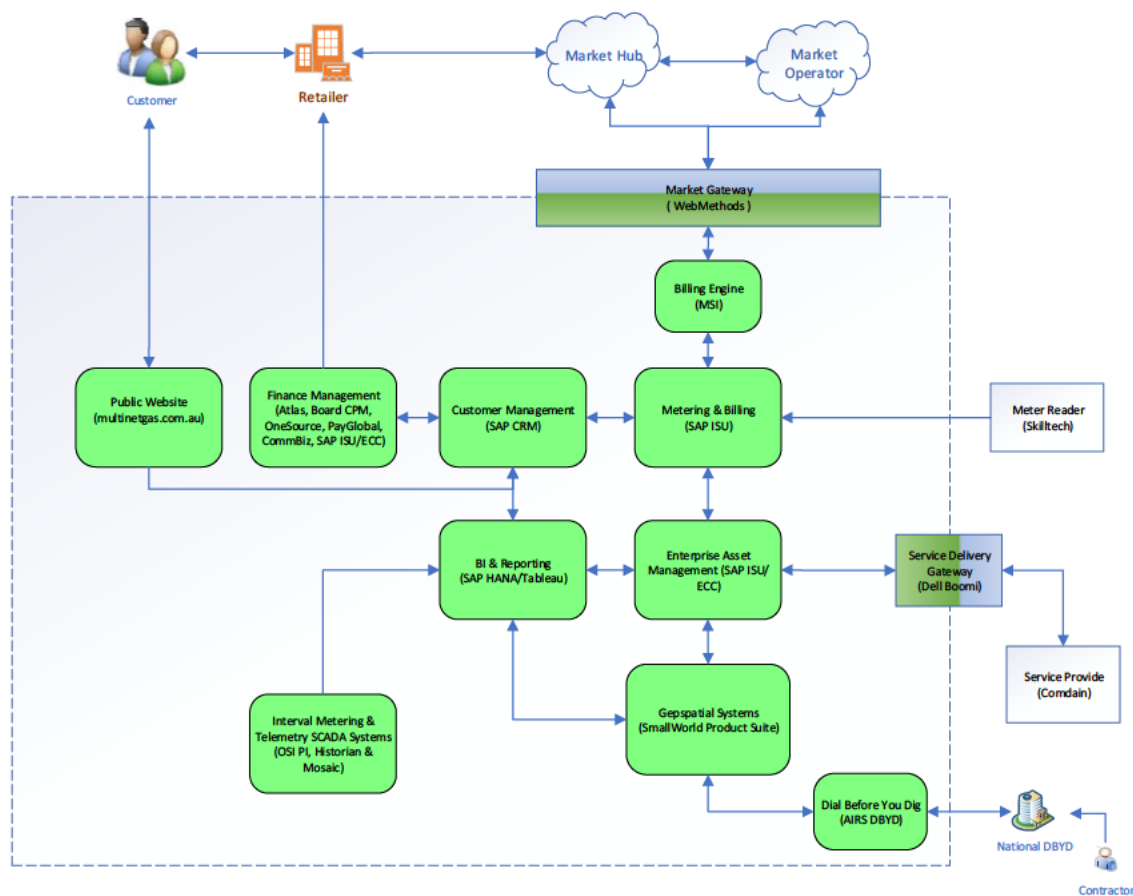 Customer
Retailer
Market Hub
Market
Operator
Market Gateway
( WebMethods )
Billing Engine
(MSI)
Public Website
(multinetgas.com.au)
Finance Management
(Atlas, Board CPM,
OneSource, PayGlobal,
CommBiz, SAP ISU/ECC)
Customer Management
(SAP CRM)
Metering & Billing
(SAP ISU)
Meter Reader
(Skilltech)
BI & Reporting
(SAP HANA/Tableau)
Enterprise Asset
Management (SAP ISU/
ECC)
Service Delivery
Gateway
(Dell Boomi)
Service Provide
(Comdain)
Interval Metering &
Telemetry SCADA Systems
(OSI PI, Historian &
Mosaic)
Gepspatial Systems
(SmallWorld Product Suite)
Dial Before You Dig
(AIRS DBYD)
National DBYD
Contractor